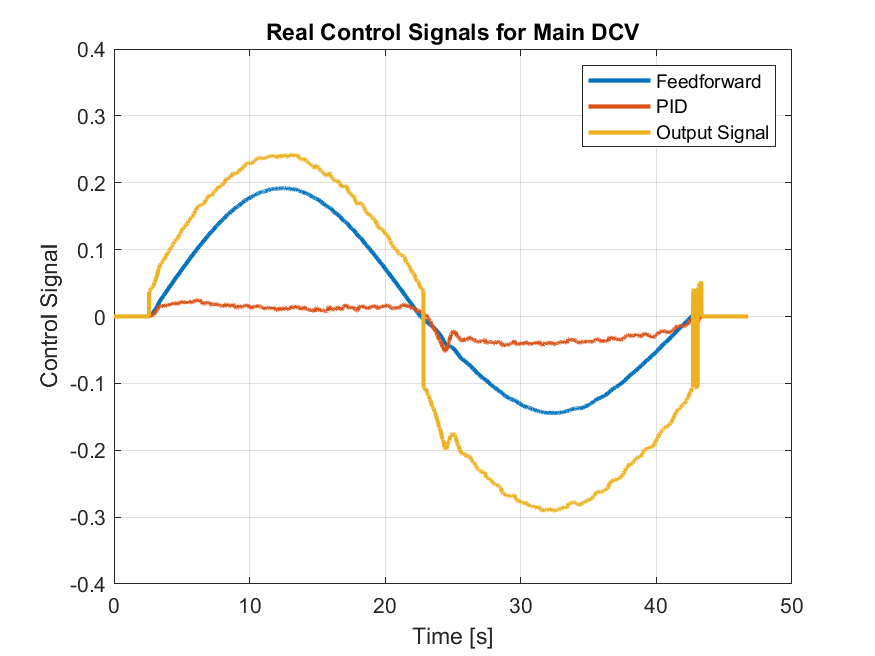 Real Control Signals for Main DCV
Feedforward
PID
Output Signal
Control Signal
0.4
0.3
0.2
0.1
0
-0.1
-0.2
-0.3
-0.4
0
10
20
30
40
50
Time [s]